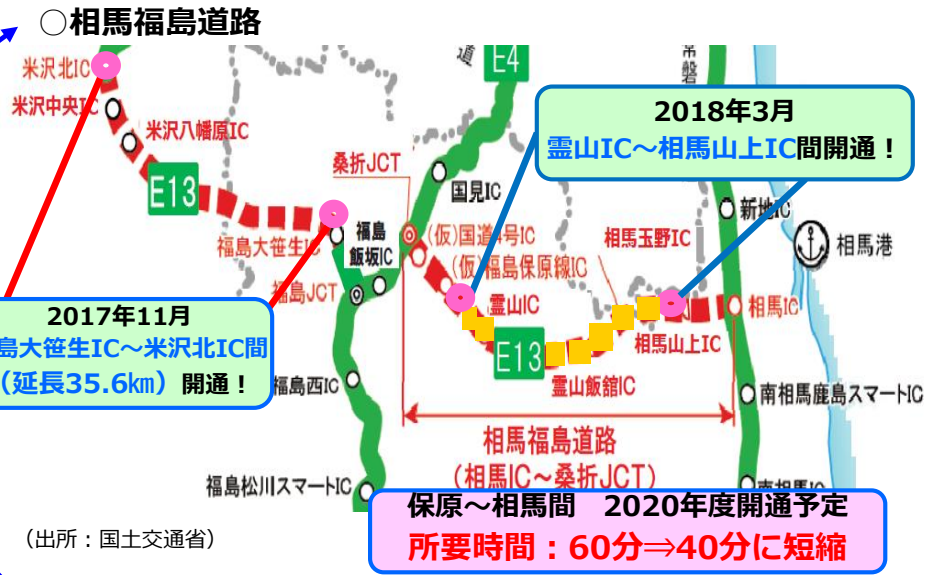 ○相馬福島道路
米沢北IC
米沢中央IC
米沢八幡原IC
E13
道
E4
常
磐
2018年3月
霊山IC～相馬山上IC間開通！
桑折JCT
国見IC
新地IC
相馬港
福島大笹生IC
福島
飯坂IC
(仮)国道4号IC
(仮)福島保原線IC
相馬玉野IC
福島JCT
霊山IC
相馬IC
E13
相馬山上IC
霊山飯舘IC
2017年11月
島大笹生IC～米沢北IC間
（延長35.6㎞）開通！
福島西IC
南相馬鹿島スマートIC
相馬福島道路
(相馬IC～桑折JCT)
福島松川スマートIC
南相馬IC
保原～相馬間　2020年度開通予定
所要時間：60分⇒40分に短縮
（出所：国土交通省）